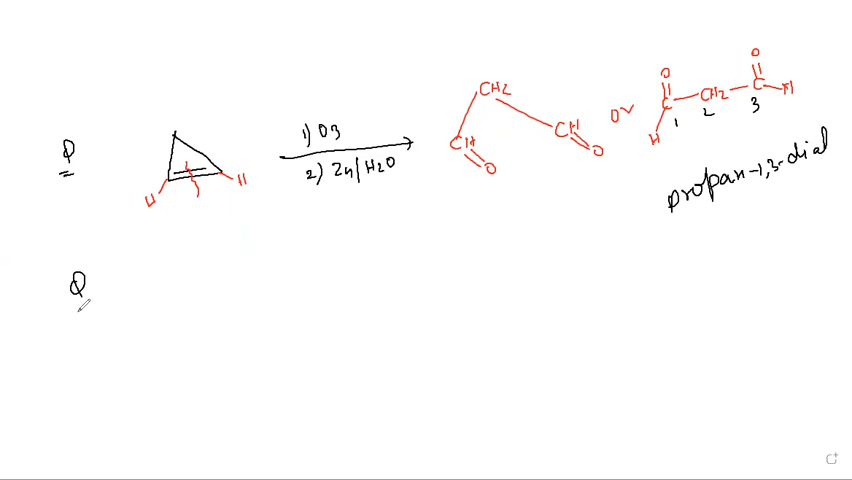 Q
H
H
1) O3
2) Zn/H2O
CH2
CH
O
CH
O
or
O
C
H
1
CH2
2
O
C
H
3
propan-1,3-dial
Q